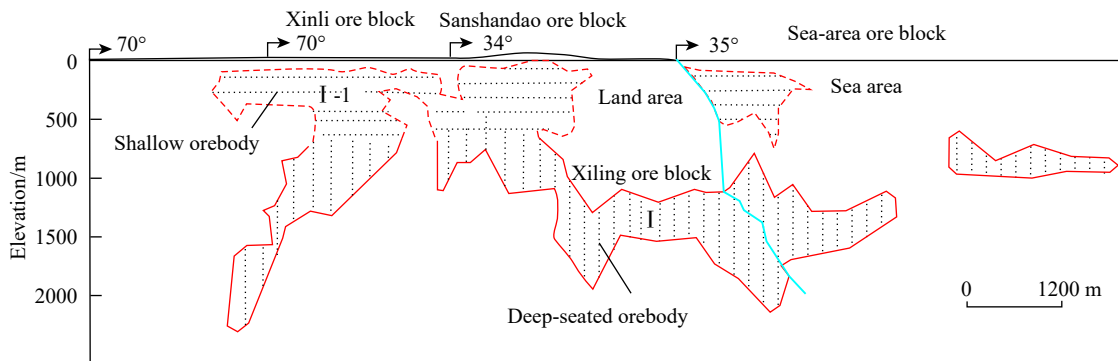 Xinli ore block
Sanshandao ore block
Sea-area ore block
70°
70°
34°
35°
0
500
1000
1500
2000
Elevation/m
I -1
Land area
Sea area
Shallow orebody
Xiling ore block
I
Deep-seated orebody
0
1200 m